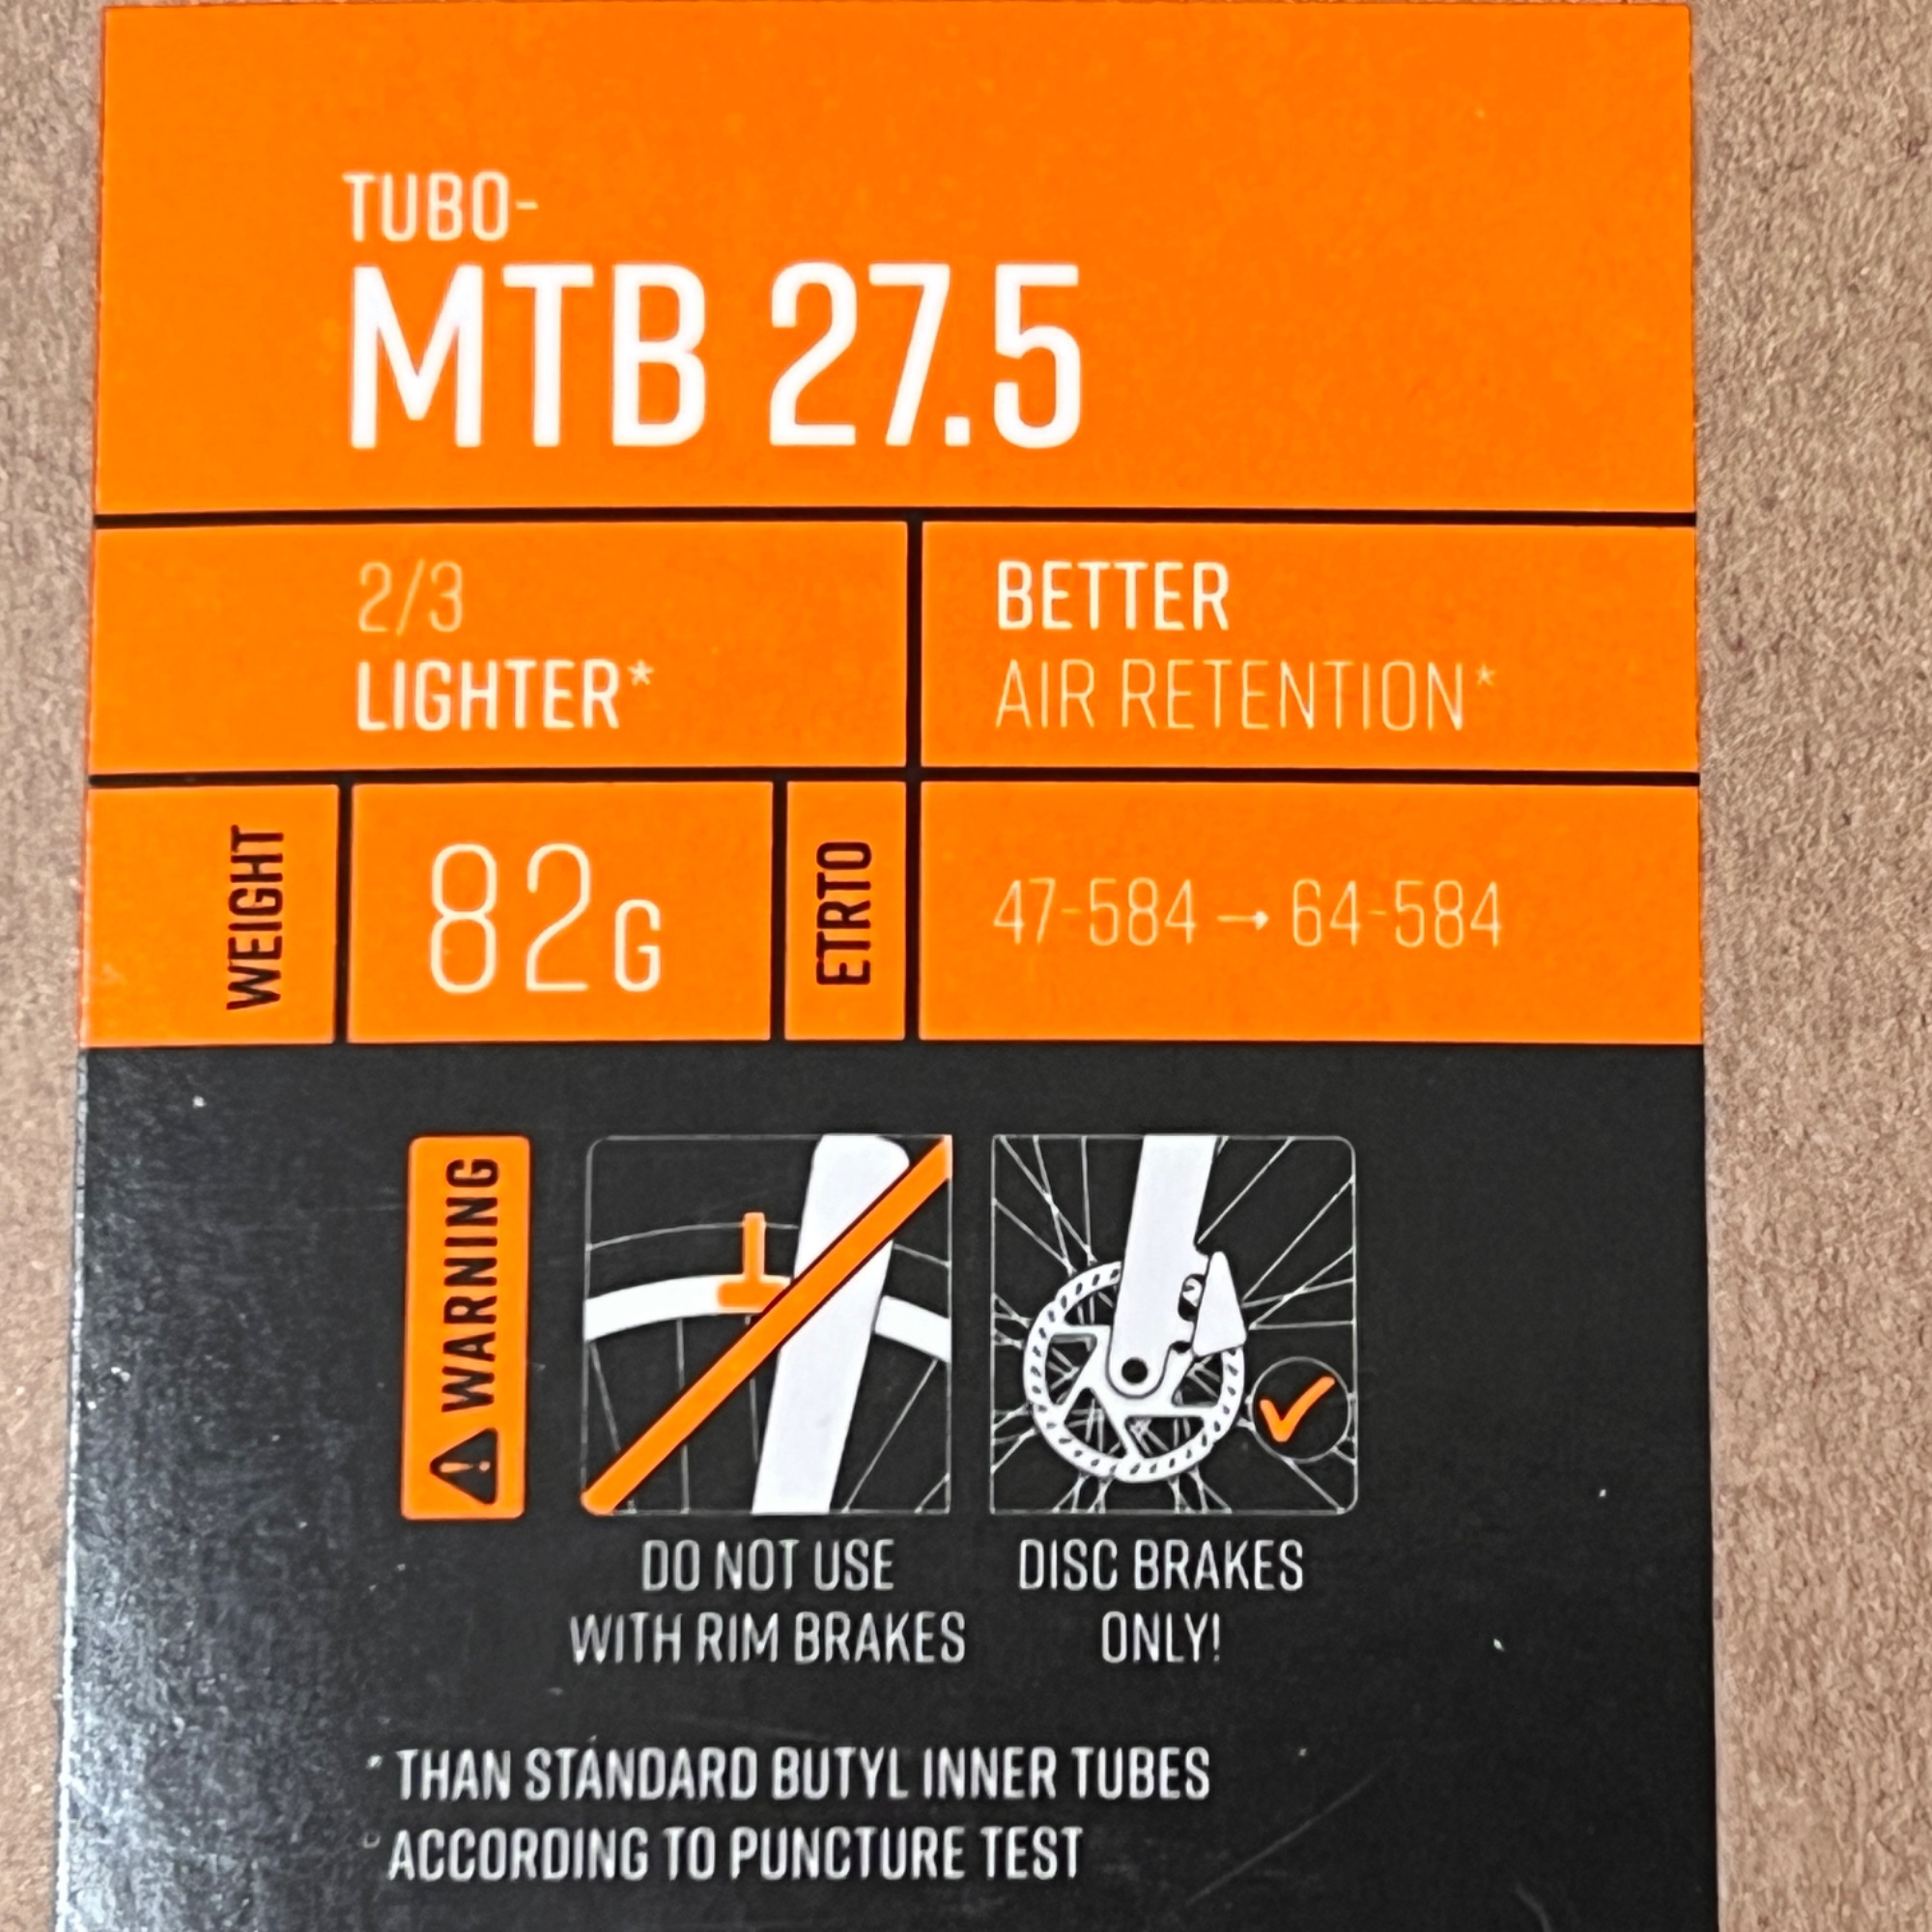 TUBO-
MTB 27.5
2/3
LIGHTER*
BETTER
AIR RETENTION*
WEIGHT
82G
ETRTO
47-584 → 64-584
⚠ WARNING
DO NOT USE
WITH RIM BRAKES
DISC BRAKES
ONLY!
* THAN STANDARD BUTYL INNER TUBES
° ACCORDING TO PUNCTURE TEST